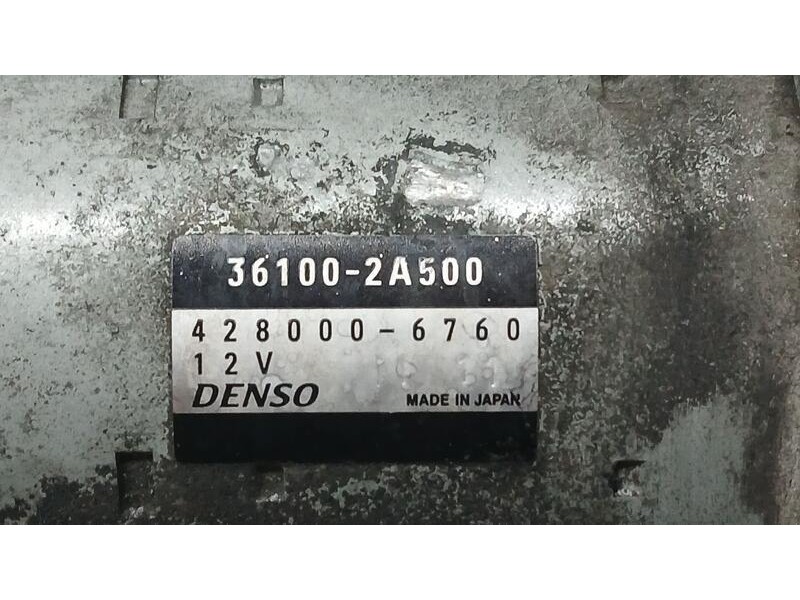 36100-2A500
428000-6760
12V
DENSO
MADE IN JAPAN